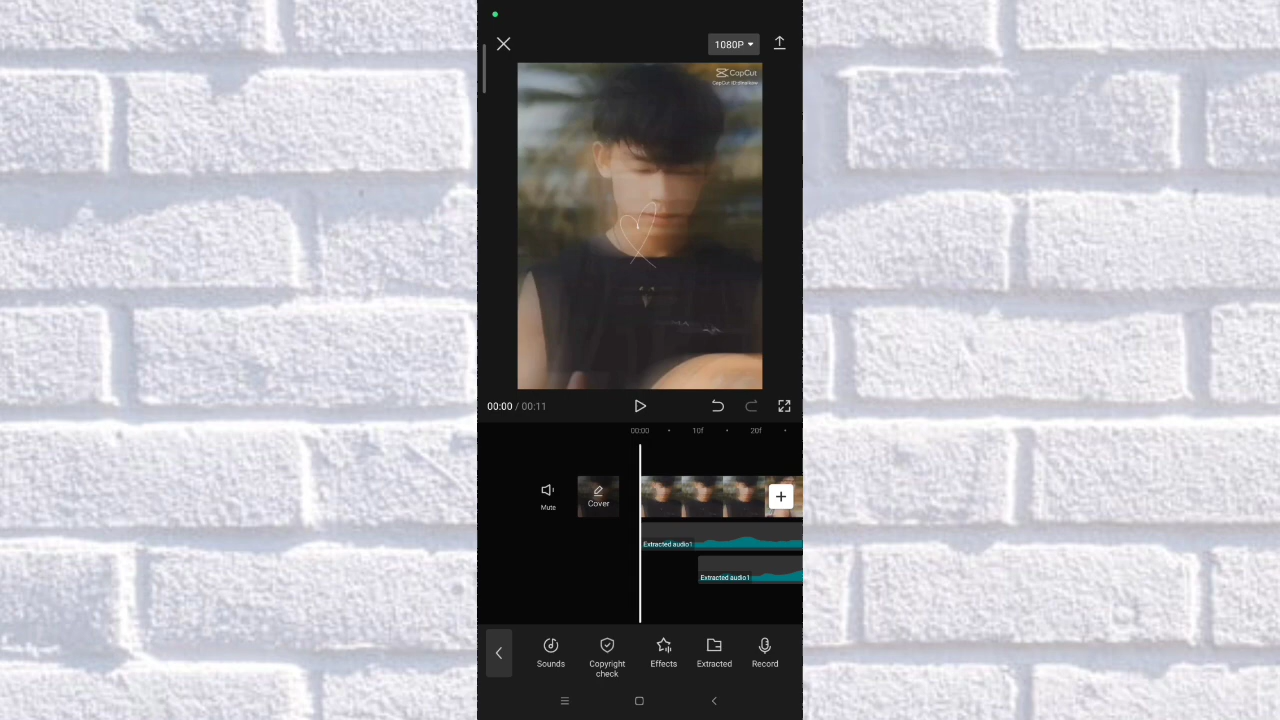 1080P
CapCut
00:00 / 00:11
00:00
10f
20f
Mute
Cover
Extracted audio1
Extracted audio1
Sounds
Copyright
check
Effects
Extracted
Record